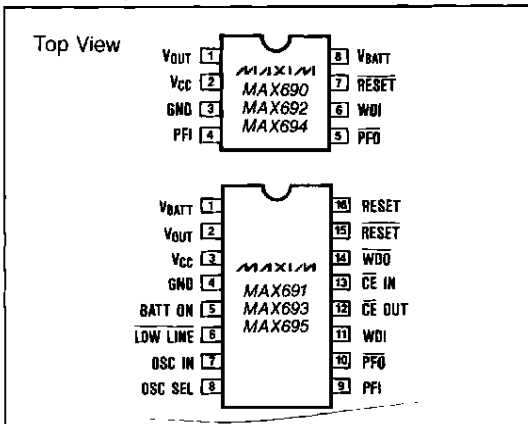 Top View
VOUT 1
VCC 2
GND 3
PFI 4
MAXIM
MAX690
MAX692
MAX694
8 VBATT
7 RESET
6 WDI
5 PFO
VBATT 1
VOUT 2
VCC 3
GND 4
BATT ON 5
LOW LINE 6
OSC IN 7
OSC SEL 8
MAXIM
MAX691
MAX693
MAX695
16 RESET
15 RESET
14 WDO
13 CE IN
12 CE OUT
11 WDI
10 PFO
9 PFI